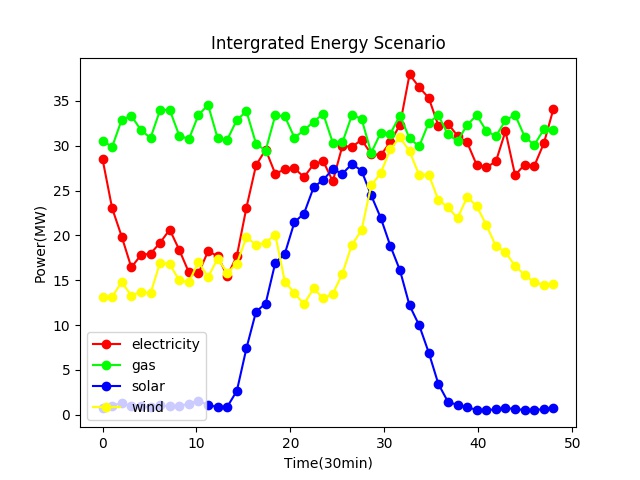 Intergrated Energy Scenario
Power(MW)
35
30
25
20
15
10
5
0
electricity
gas
solar
wind
0 10 20 30 40 50
Time(30min)